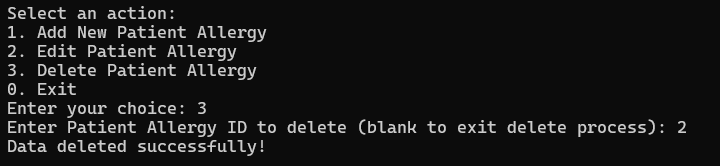 Select an action:
1. Add New Patient Allergy
2. Edit Patient Allergy
3. Delete Patient Allergy
0. Exit
Enter your choice: 3
Enter Patient Allergy ID to delete (blank to exit delete process): 2
Data deleted successfully!